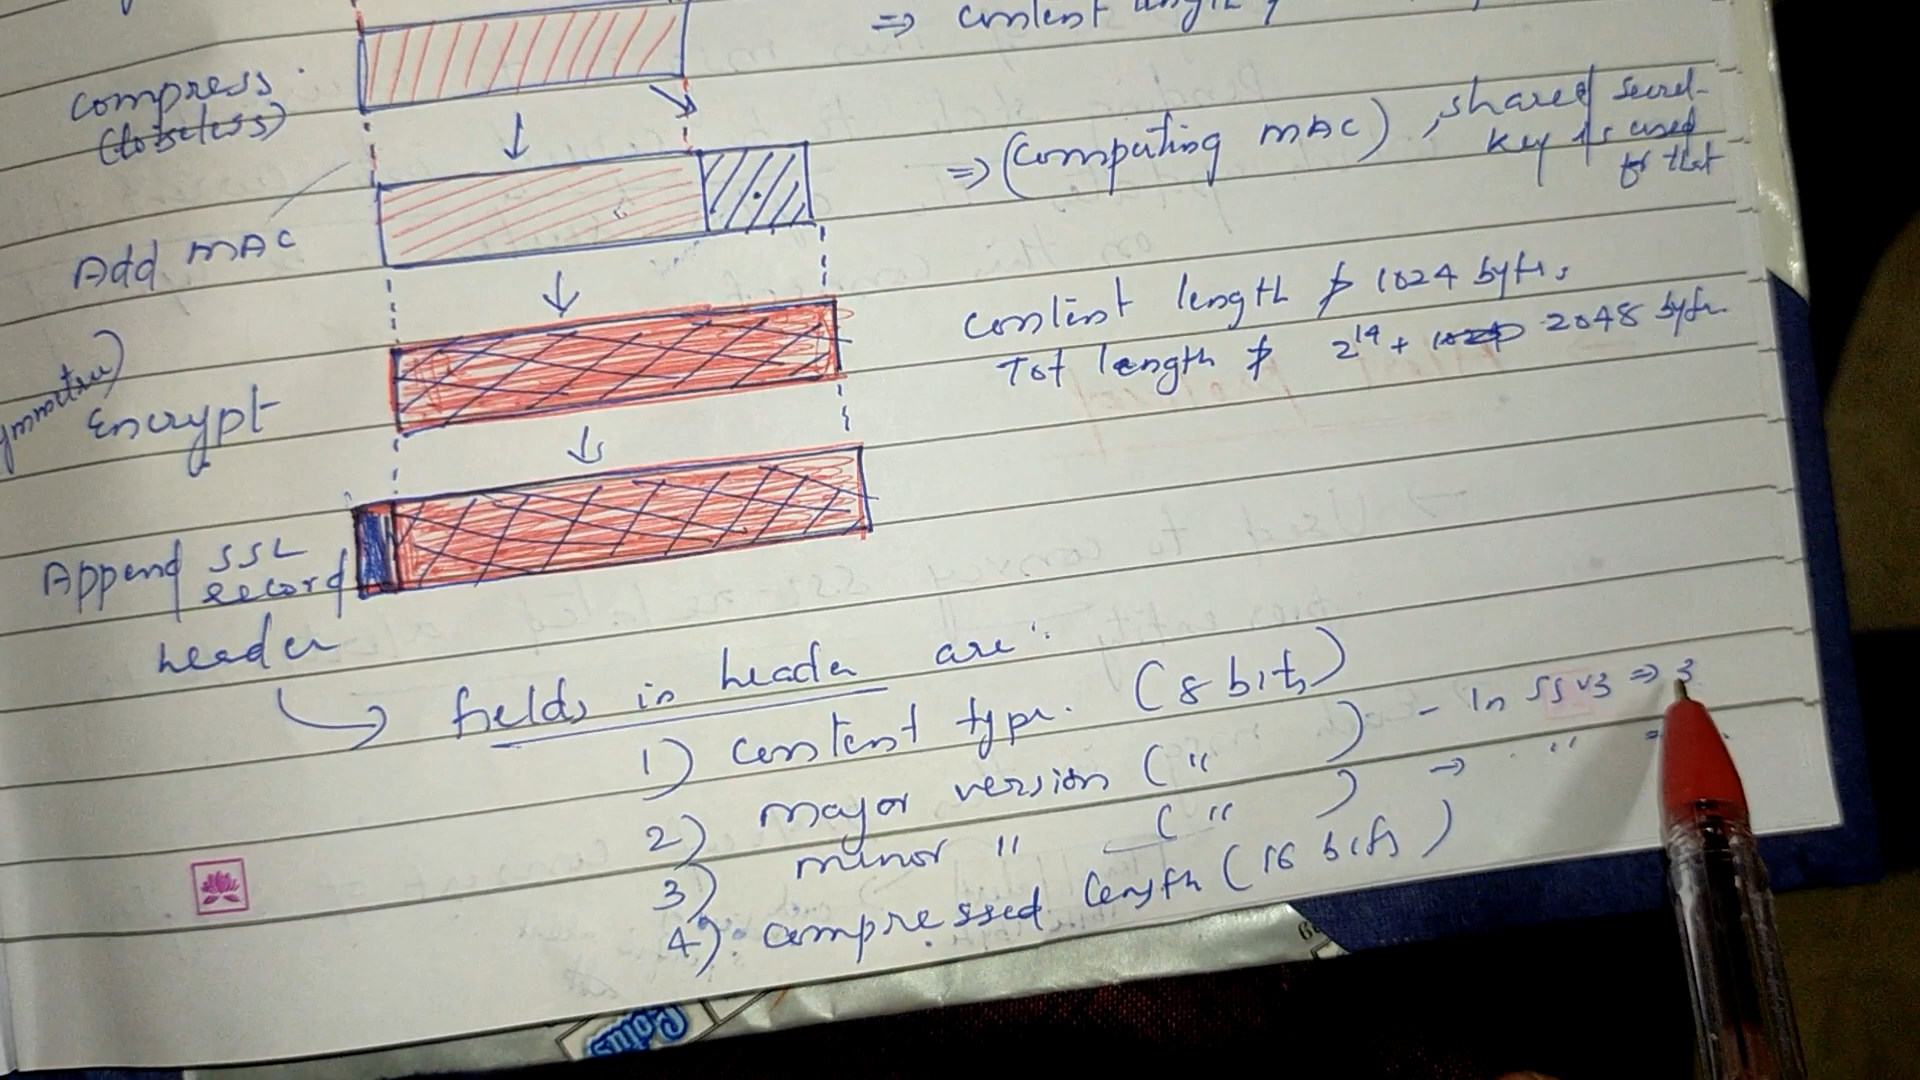 ⇒ content length
compress
(lossless)
⇒ (computing MAC), shared secret
key is used
for that
Add MAC
content length ≯ 1024 bytes
Tot length ≯ 2^14 + 2048 bytes
Encrypt
Append SSL
record
header
fields in header are:
1) content type. (8 bits)
2) major version ( " ) - In SSv3 ⇒ 3
3) minor " ( " ) → "
4) compressed length (16 bits)